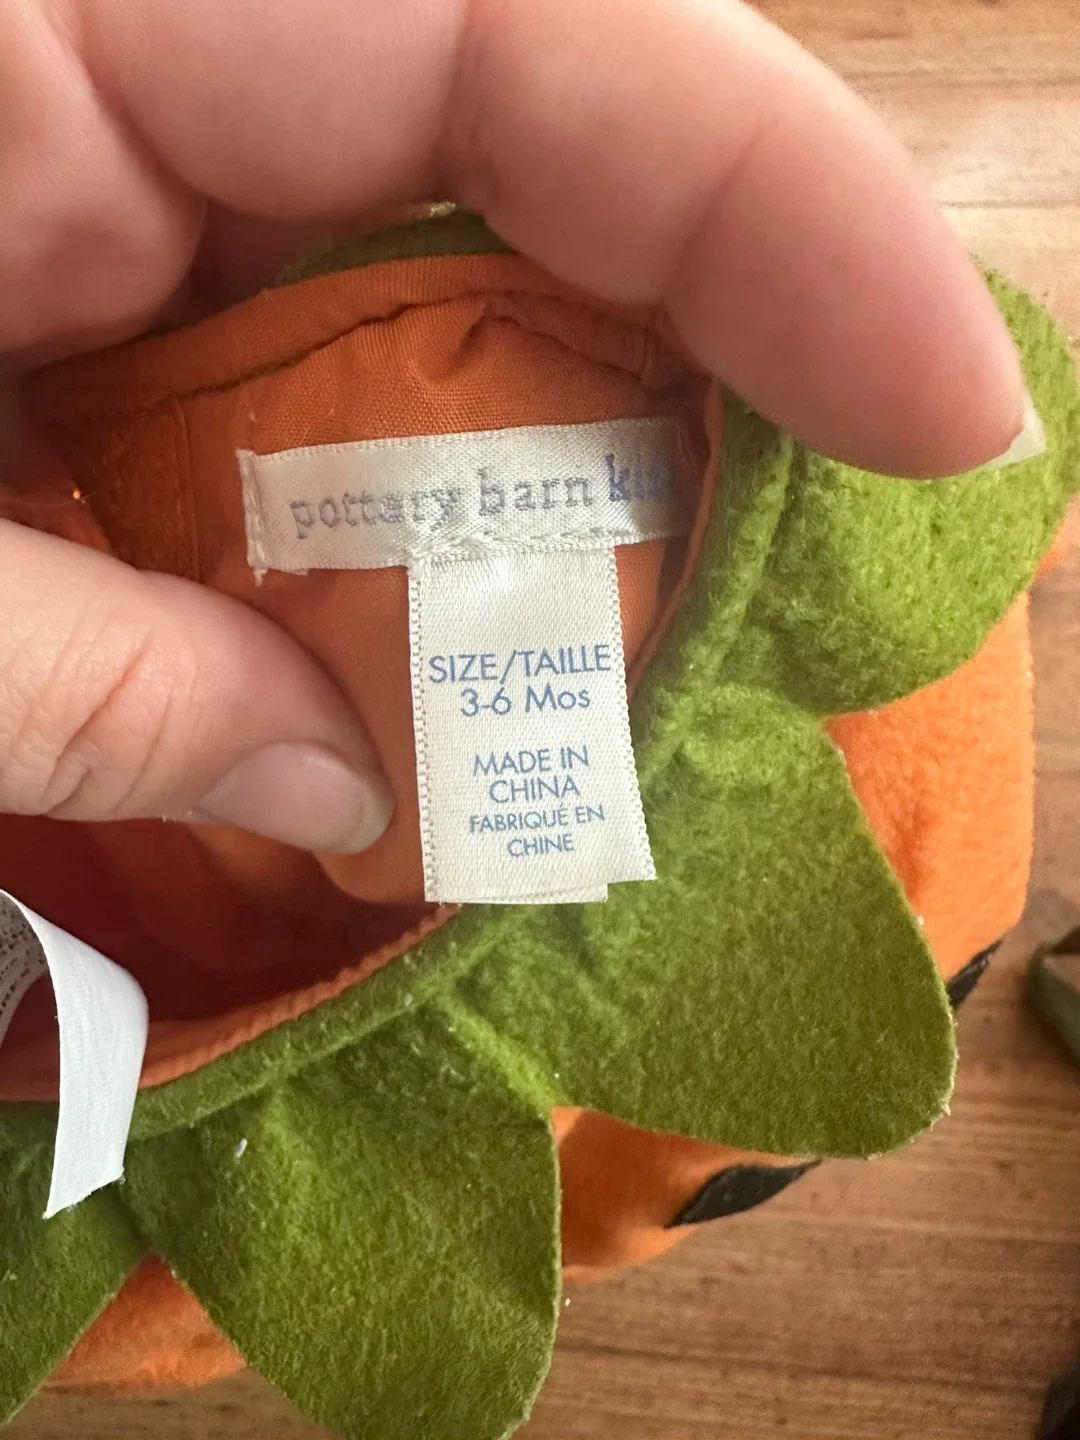 pottery barn kids
SIZE/TAILLE
3-6 Mos
MADE IN
CHINA
FABRIQUÉ EN
CHINE